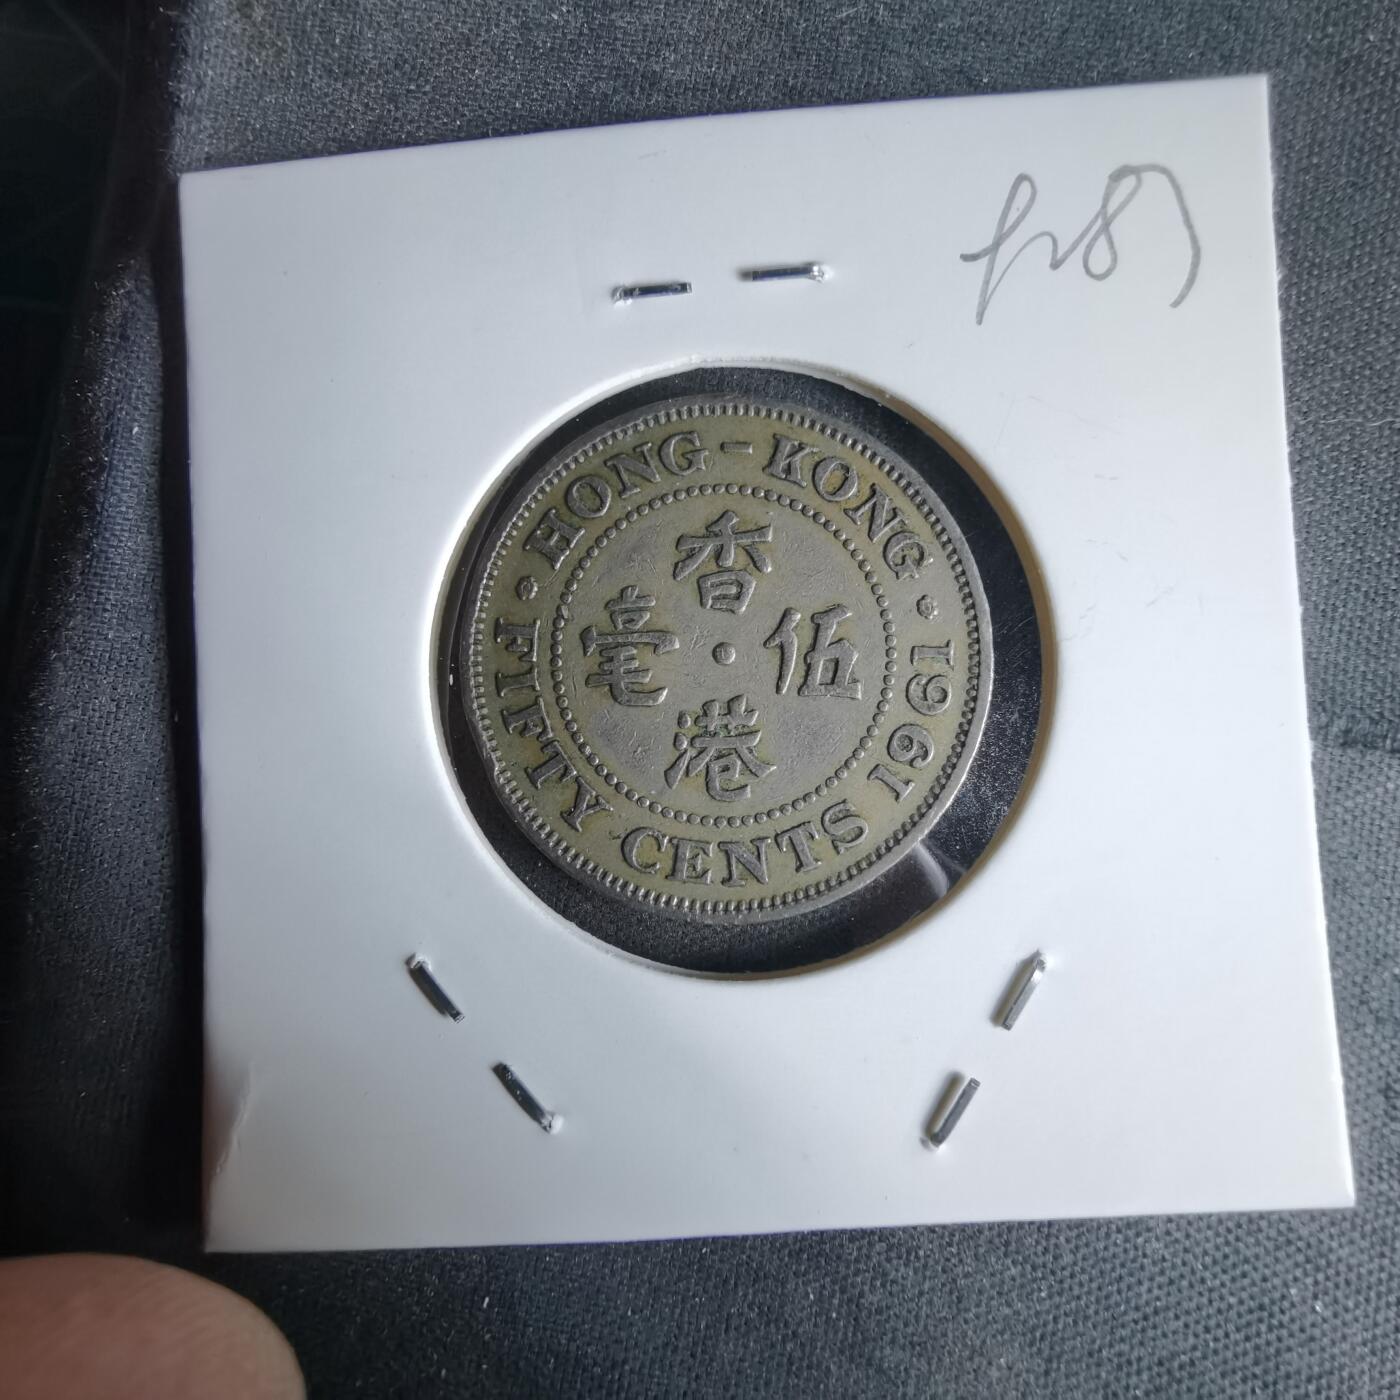 HONG-KONG
1961
FIFTY CENTS
香
港
伍
毫